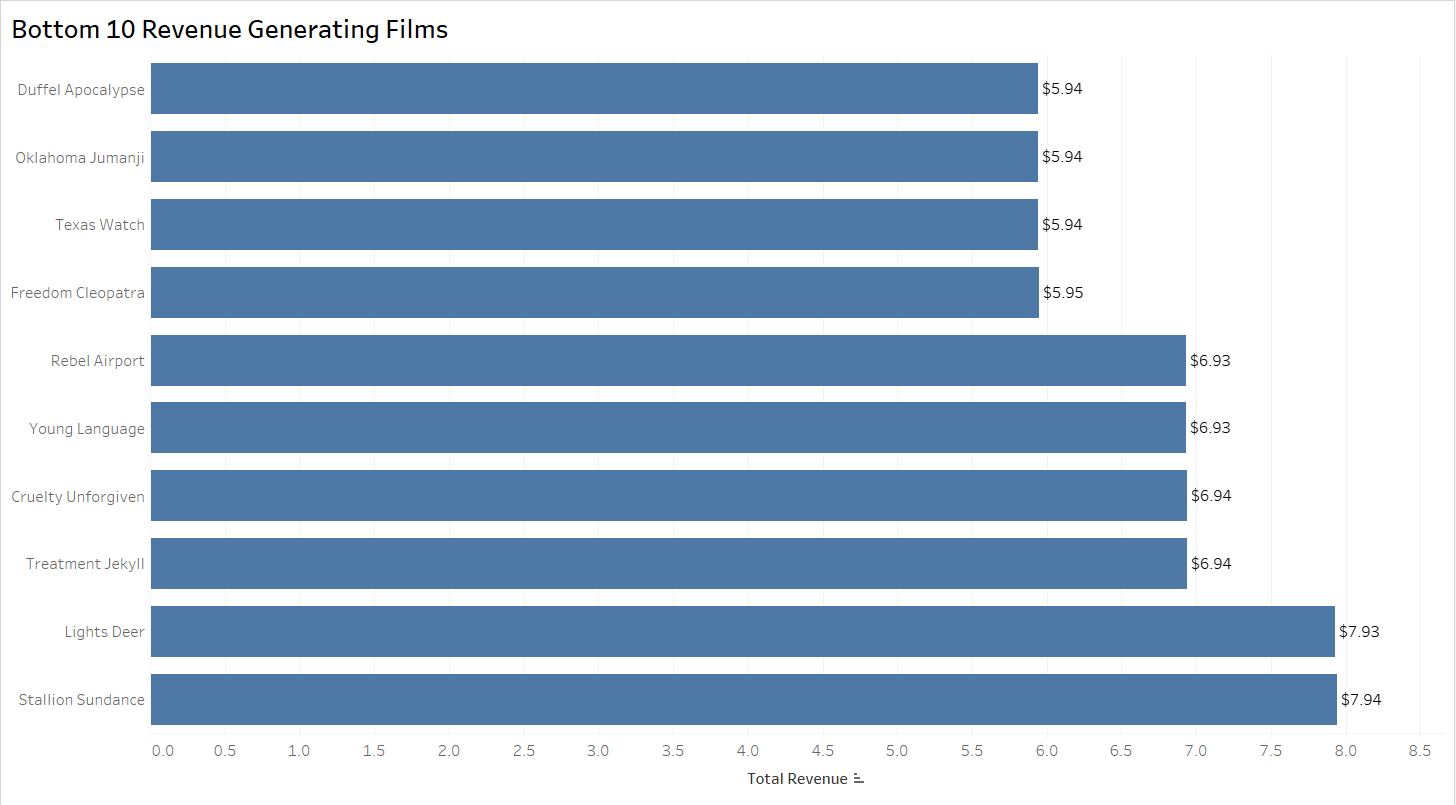 Bottom 10 Revenue Generating Films
Duffel Apocalypse $5.94
Oklahoma Jumanji $5.94
Texas Watch $5.94
Freedom Cleopatra $5.95
Rebel Airport $6.93
Young Language $6.93
Cruelty Unforgiven $6.94
Treatment Jekyll $6.94
Lights Deer $7.93
Stallion Sundance $7.94
0.0 0.5 1.0 1.5 2.0 2.5 3.0 3.5 4.0 4.5 5.0 5.5 6.0 6.5 7.0 7.5 8.0 8.5
Total Revenue